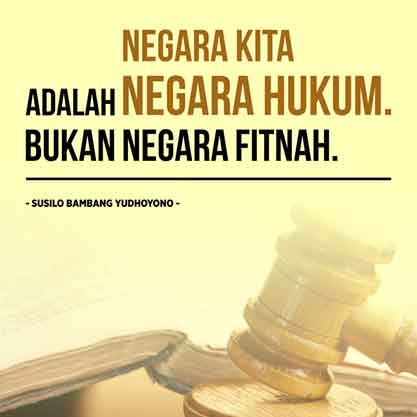 NEGARA KITA
ADALAH NEGARA HUKUM.
BUKAN NEGARA FITNAH.
- SUSILO BAMBANG YUDHOYONO -